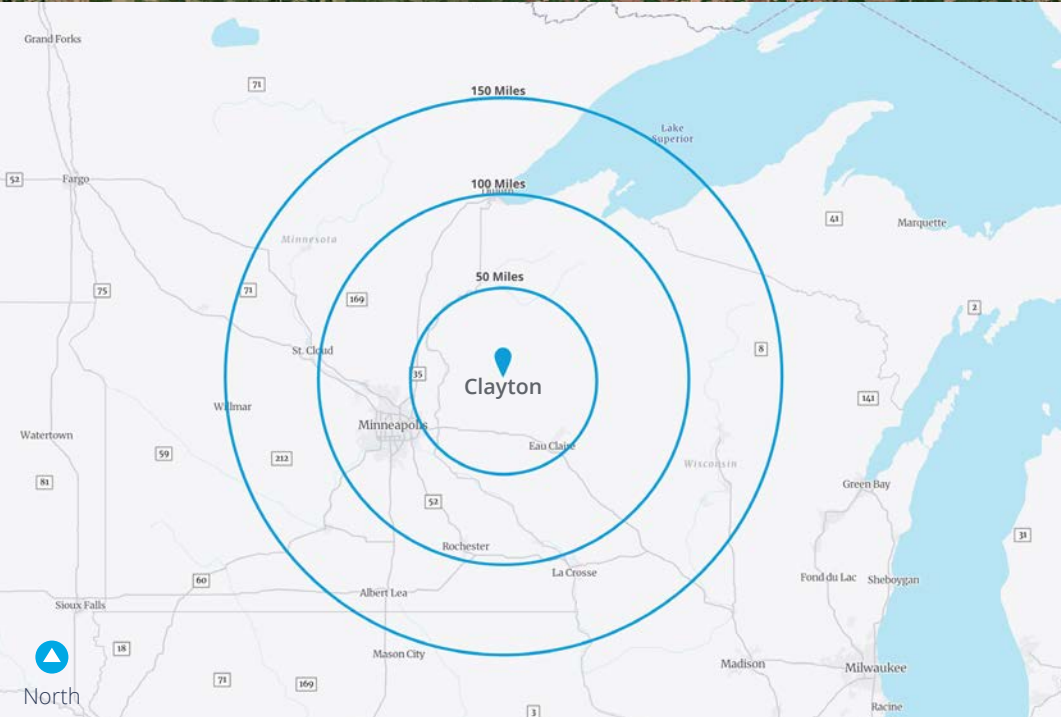 Grand Forks
71
150 Miles
Lake
Superior
52
Fargo
100 Miles
Duluth
41
Marquette
Minnesota
50 Miles
75
71
169
2
St. Cloud
8
35
Clayton
Willmar
141
Minneapolis
Watertown
Eau Claire
59
212
Wisconsin
81
Green Bay
52
31
Rochester
La Crosse
60
Fond du Lac
Sheboygan
Albert Lea
Sioux Falls
18
Mason City
Madison
Milwaukee
71
169
North
3
Racine